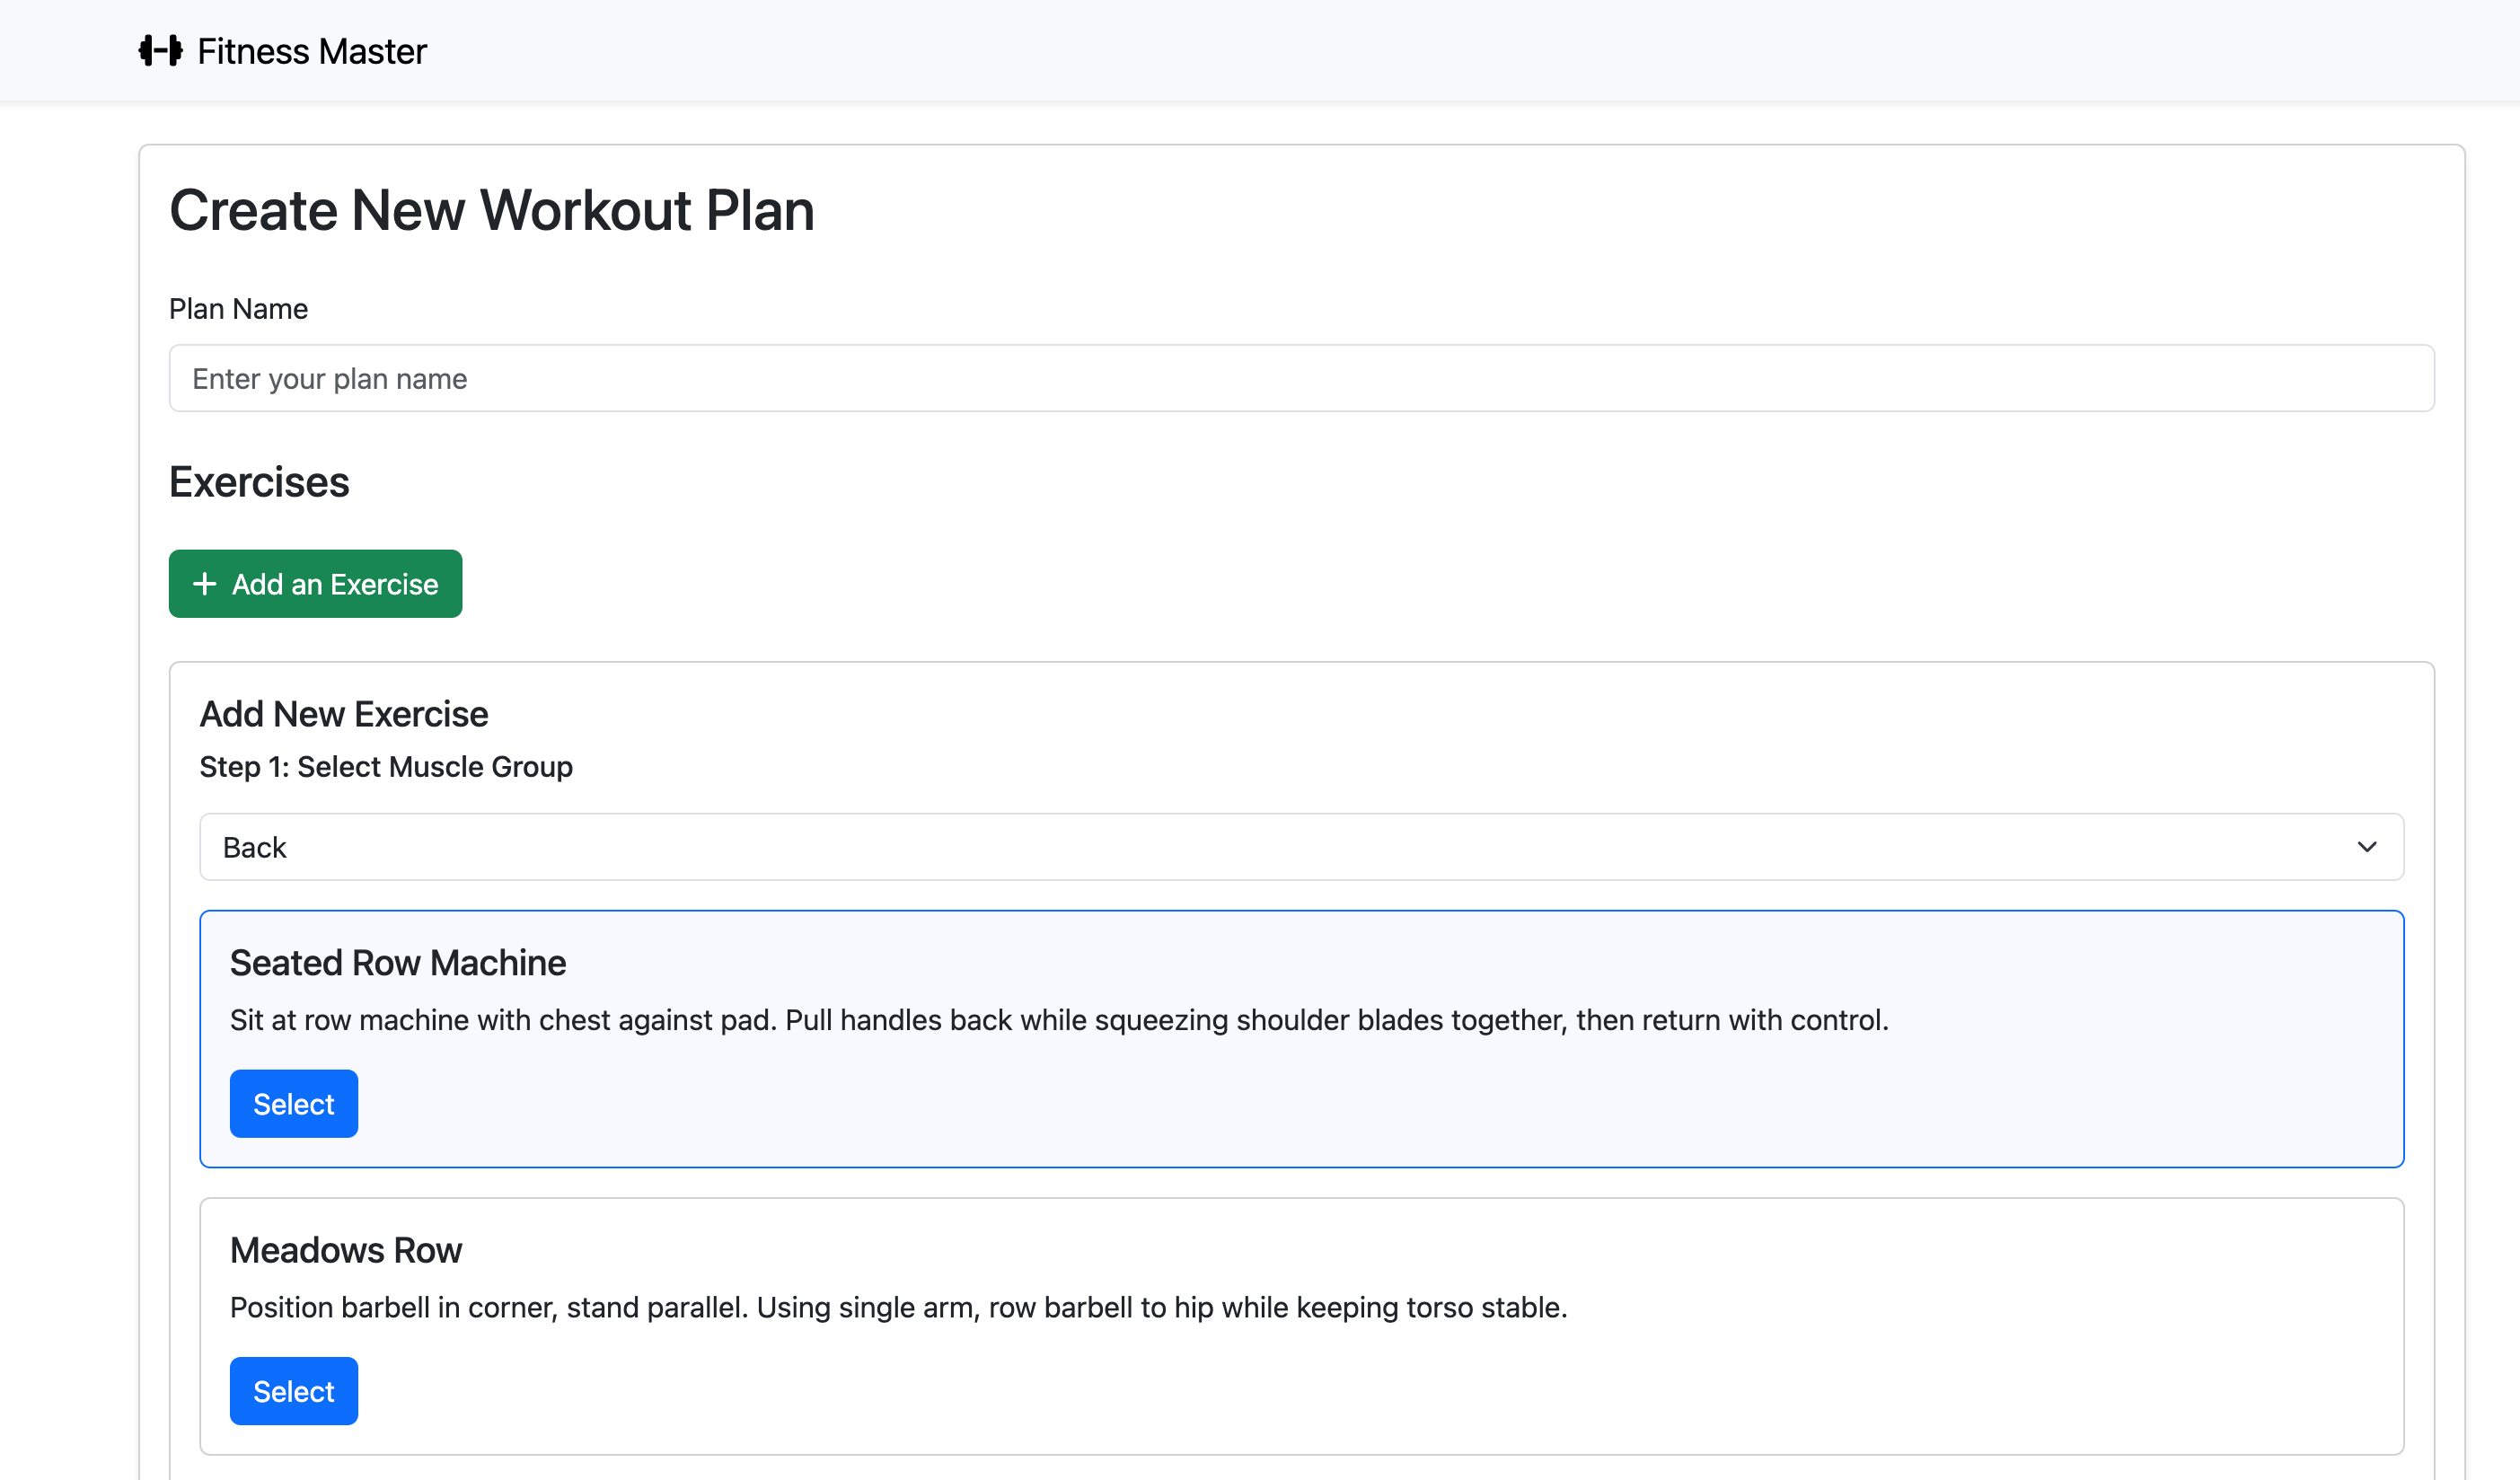 Fitness Master
Create New Workout Plan
Plan Name
Enter your plan name
Exercises
+ Add an Exercise
Add New Exercise
Step 1: Select Muscle Group
Back
Seated Row Machine
Sit at row machine with chest against pad. Pull handles back while squeezing shoulder blades together, then return with control.
Select
Meadows Row
Position barbell in corner, stand parallel. Using single arm, row barbell to hip while keeping torso stable.
Select